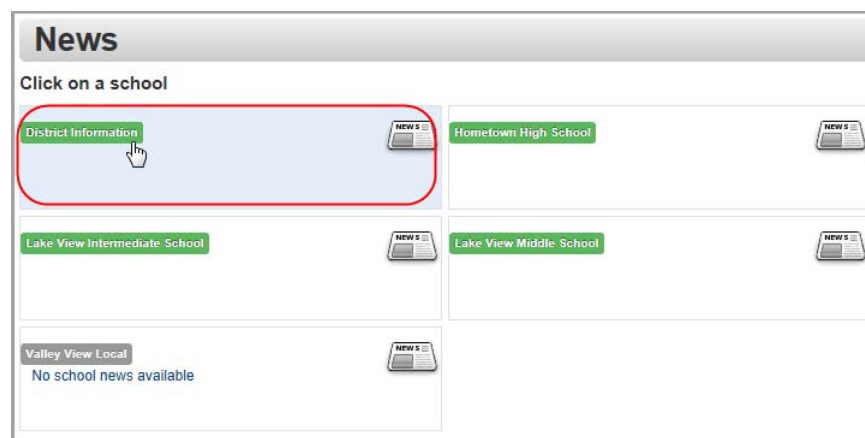 News
Click on a school
District Information
NEWS
Hometown High School
NEWS
Lake View Intermediate School
NEWS
Lake View Middle School
NEWS
Valley View Local
NEWS
No school news available